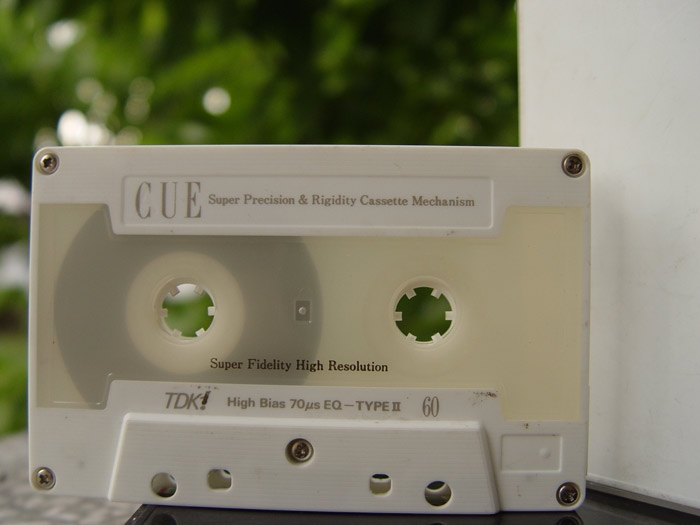 CUE Super Precision & Rigidity Cassette Mechanism
Super Fidelity High Resolution
TDK! High Bias 70µs EQ–TYPE II 60